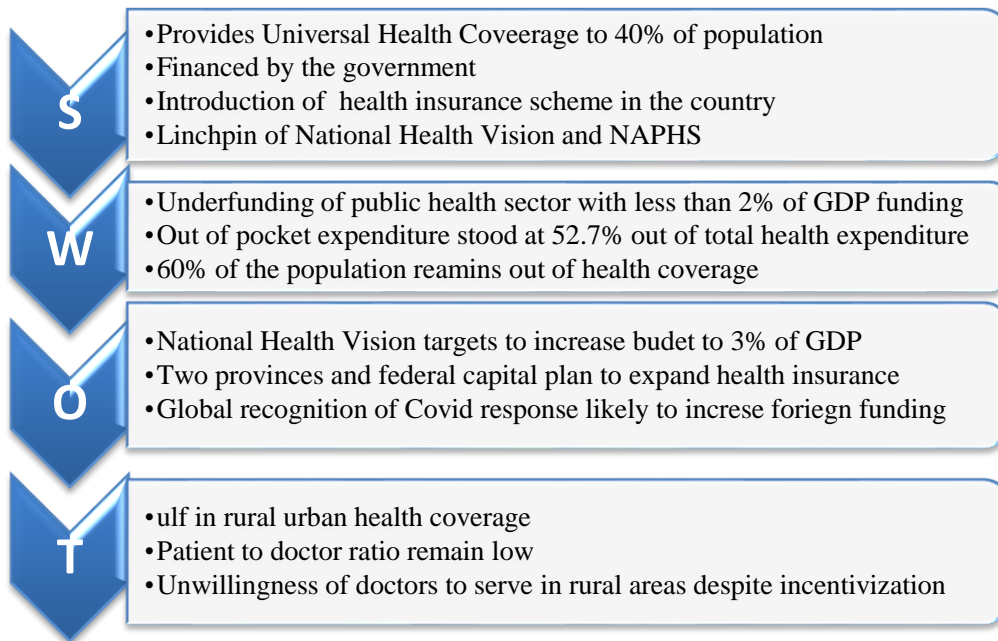 S
•Provides Universal Health Coveerage to 40% of population
•Financed by the government
•Introduction of health insurance scheme in the country
•Linchpin of National Health Vision and NAPHS
W
•Underfunding of public health sector with less than 2% of GDP funding
•Out of pocket expenditure stood at 52.7% out of total health expenditure
•60% of the population reamins out of health coverage
O
•National Health Vision targets to increase budet to 3% of GDP
•Two provinces and federal capital plan to expand health insurance
•Global recognition of Covid response likely to increse foriegn funding
T
•ulf in rural urban health coverage
•Patient to doctor ratio remain low
•Unwillingness of doctors to serve in rural areas despite incentivization